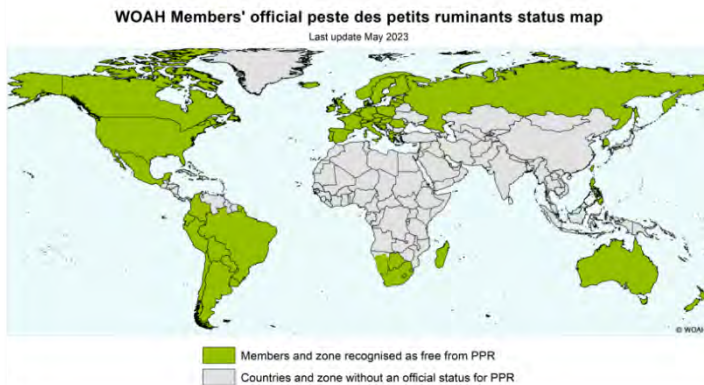 WOAH Members' official peste des petits ruminants status map
Last update May 2023
© WOAH
Members and zone recognised as free from PPR
Countries and zone without an official status for PPR